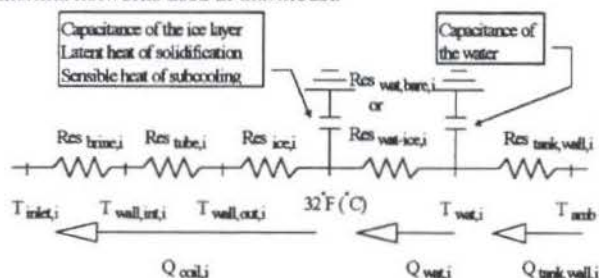 Capacitance of the ice layer
Latent heat of solidification
Sensible heat of subcooling
Capacitance of
the water
Res wat,bare,i
or
Res brine,i
Res tube,i
Res ice,i
Res wat-ice,i
Res tank,wall,i
T inlet,i
T wall,int,i
T wall,out,i
32°F (°C)
T wat,i
T amb
Q coil,i
Q wat,i
Q tank,wall,i